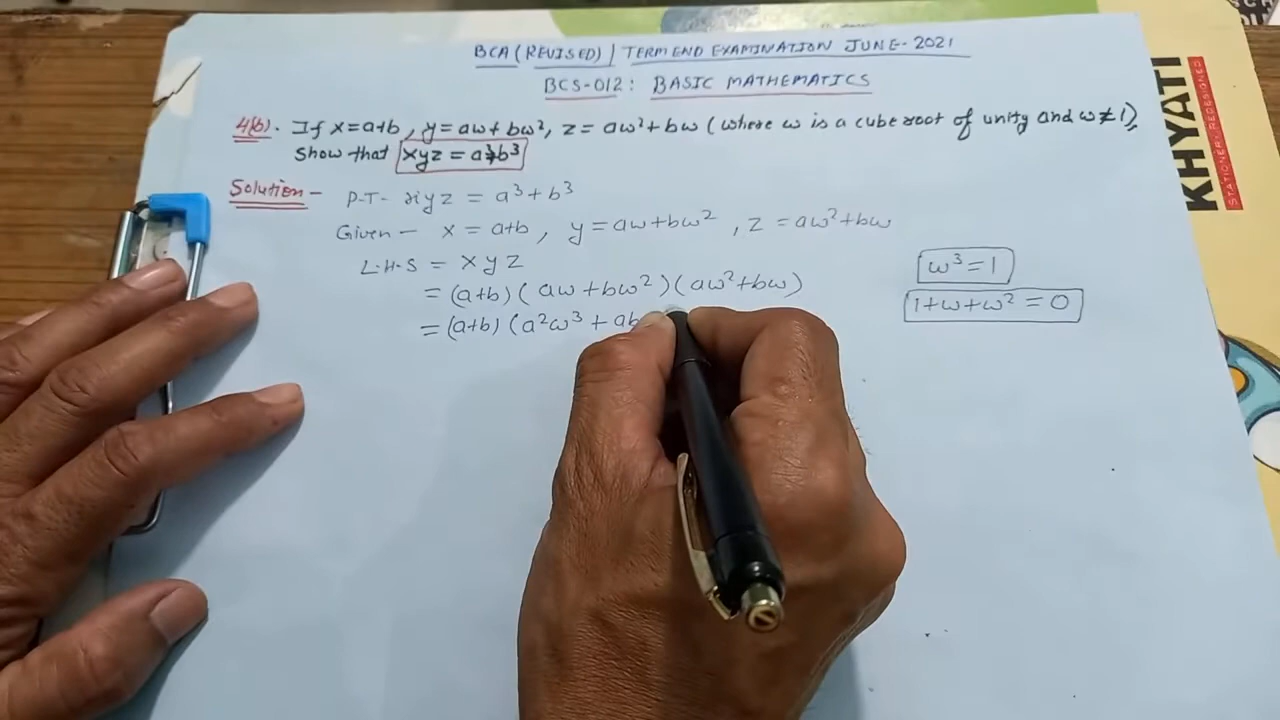 BCA (REVISED) / TERM END EXAMINATION JUNE-2021
BCS-012: BASIC MATHEMATICS
4(b). If x=a+b, y=aω+bω², z=aω²+bω (where ω is a cube root of unity and ω≠1),
Show that xyz = a³+b³
Solution-
P.T- xyz = a³+b³
Given - x = a+b, y=aω+bω², z=aω²+bω
L.H.S = xyz
= (a+b) (aω+bω²)(aω²+bω)
= (a+b) (a²ω³ + ab
ω³=1
1+ω+ω² = 0
KHYATI
STATIONERY REDESIGNED